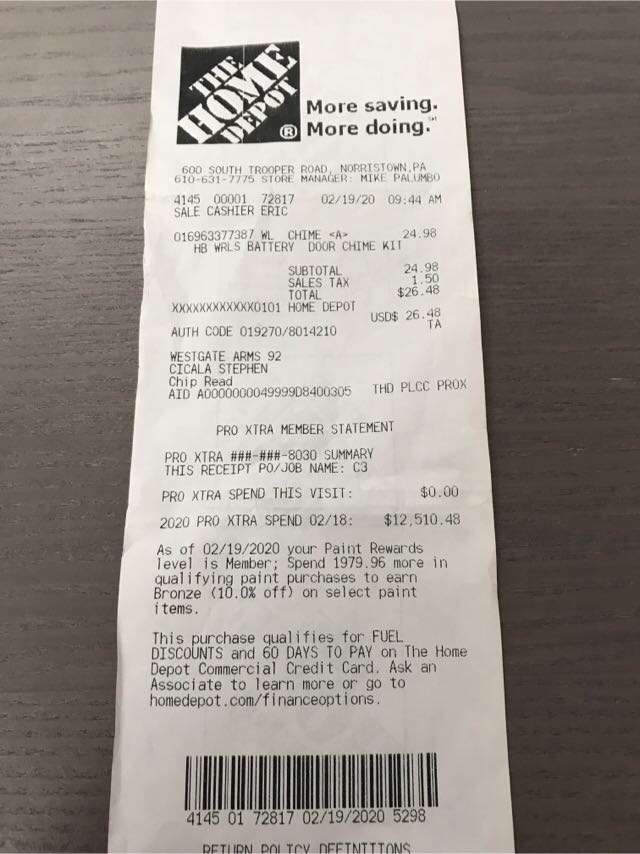 THE
HOME
DEPOT
®
More saving.
More doing.℠
600 SOUTH TROOPER ROAD, NORRISTOWN,PA
610-631-7775 STORE MANAGER: MIKE PALUMBO
4145 00001 72817 02/19/20 09:44 AM
SALE CASHIER ERIC
016963377387 WL CHIME <A> 24.98
HB WRLS BATTERY DOOR CHIME KIT
SUBTOTAL 24.98
SALES TAX 1.50
TOTAL $26.48
XXXXXXXXXXXX0101 HOME DEPOT
USD$ 26.48
TA
AUTH CODE 019270/8014210
WESTGATE ARMS 92
CICALA STEPHEN
Chip Read
AID A0000000049999D8400305 THD PLCC PROX
PRO XTRA MEMBER STATEMENT
PRO XTRA ###-###-8030 SUMMARY
THIS RECEIPT PO/JOB NAME: C3
PRO XTRA SPEND THIS VISIT: $0.00
2020 PRO XTRA SPEND 02/18: $12,510.48
As of 02/19/2020 your Paint Rewards
level is Member; Spend 1979.96 more in
qualifying paint purchases to earn
Bronze (10.0% off) on select paint
items.
This purchase qualifies for FUEL
DISCOUNTS and 60 DAYS TO PAY on The Home
Depot Commercial Credit Card. Ask an
Associate to learn more or go to
homedepot.com/financeoptions.
4145 01 72817 02/19/2020 5298
RETURN POLICY DEFINITIONS